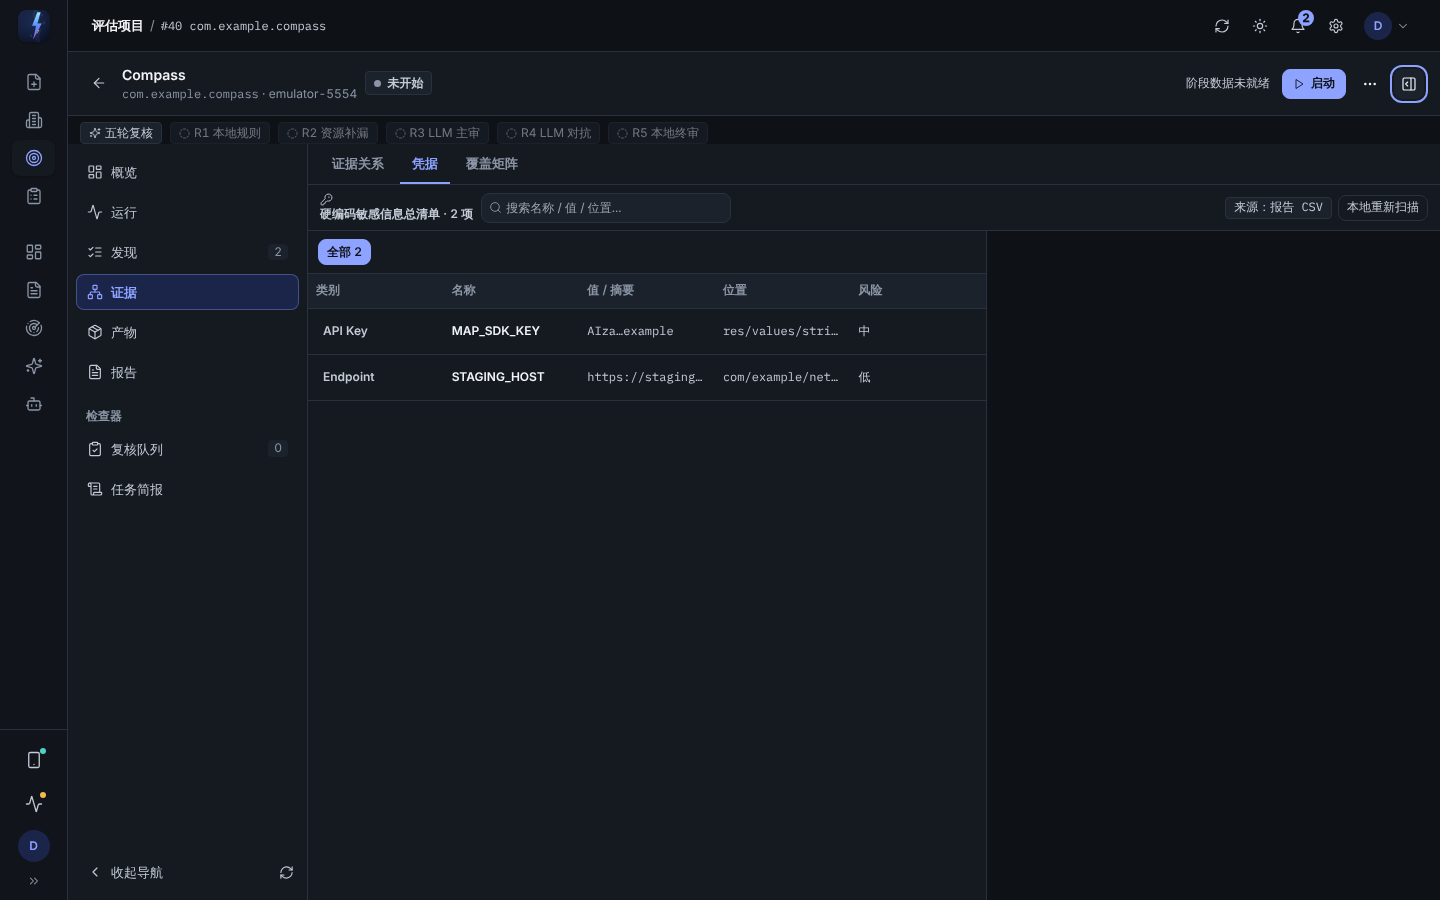 评估项目 / #40 com.example.compass
2
D
Compass
com.example.compass · emulator-5554
未开始
阶段数据未就绪
启动
五轮复核
R1 本地规则
R2 资源补漏
R3 LLM 主审
R4 LLM 对抗
R5 本地终审
概览
运行
发现 2
证据
产物
报告
检查器
复核队列 0
任务简报
收起导航
D
证据关系
凭据
覆盖矩阵
硬编码敏感信息总清单 · 2 项
搜索名称 / 值 / 位置...
来源：报告 CSV
本地重新扫描
全部 2
类别 名称 值 / 摘要 位置 风险
API Key MAP_SDK_KEY AIza…example res/values/stri… 中
Endpoint STAGING_HOST https://staging… com/example/net… 低